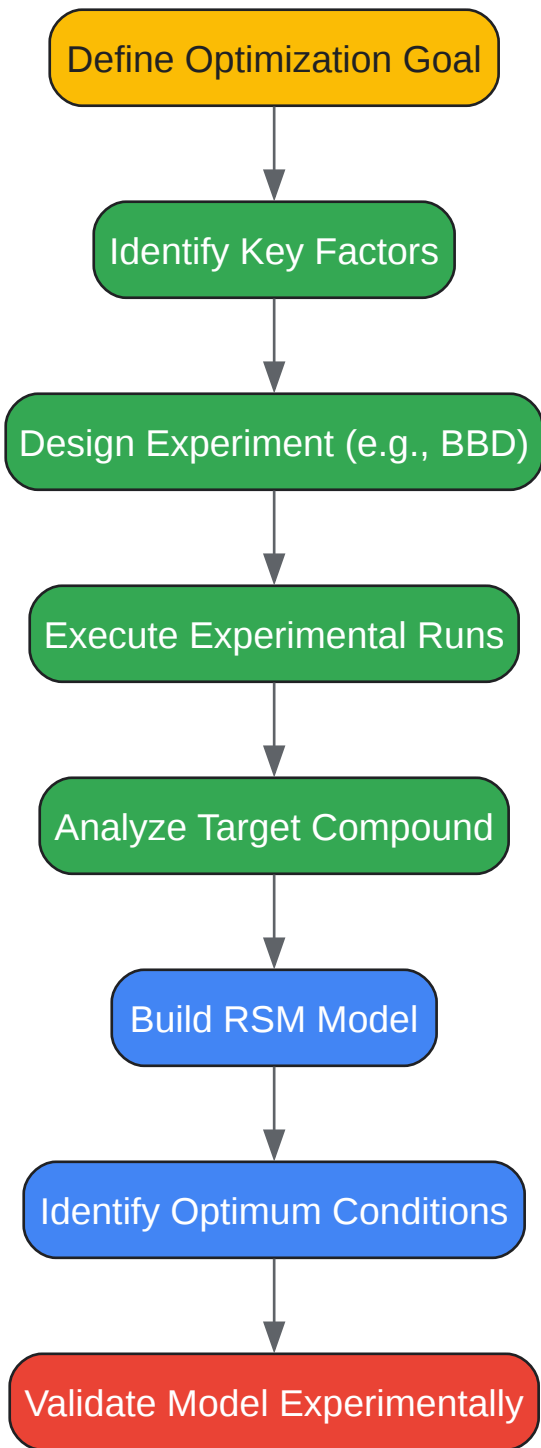 Define Optimization Goal
Identify Key Factors
Design Experiment (e.g., BBD)
Execute Experimental Runs
Analyze Target Compound
Build RSM Model
Identify Optimum Conditions
Validate Model Experimentally